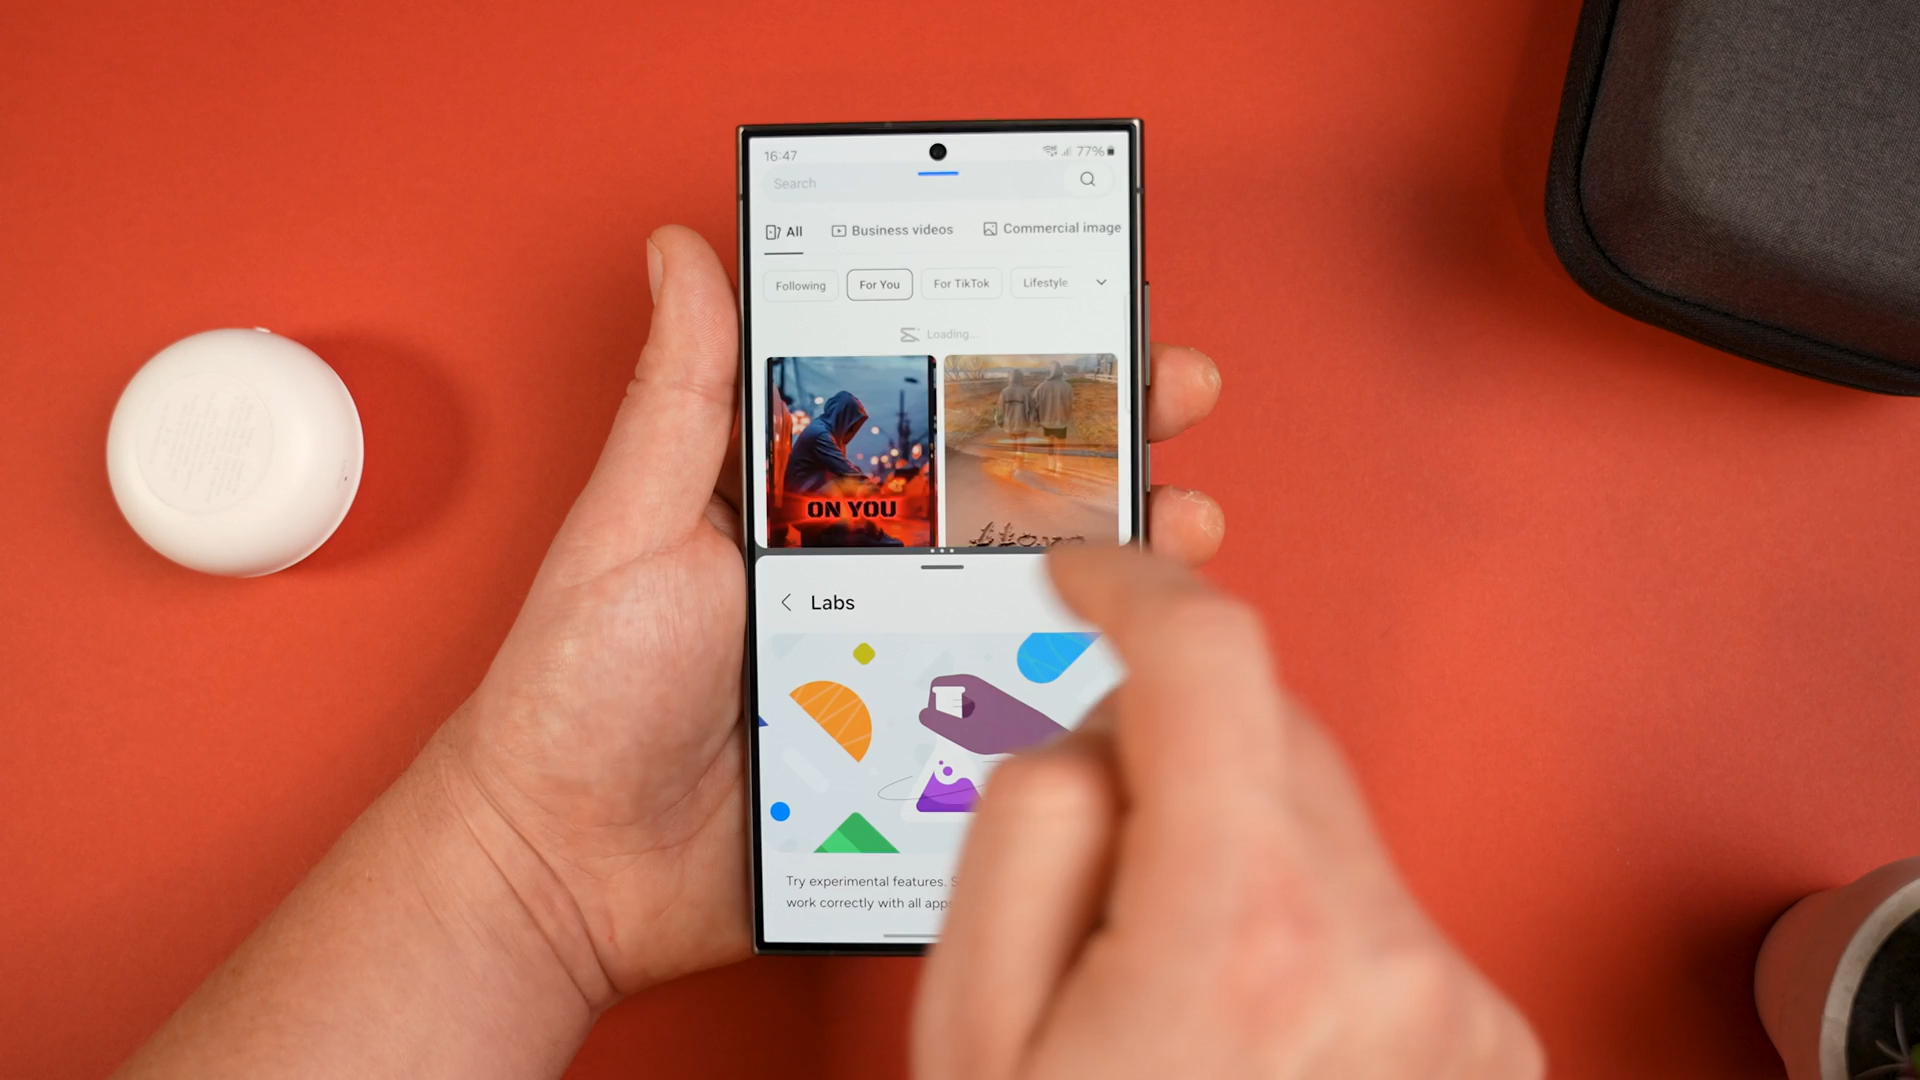 16:47
77%
Search
All
Business videos
Commercial image
Following
For You
For TikTok
Lifestyle
Loading...
ON YOU
Labs
Try experimental features. S
work correctly with all apps